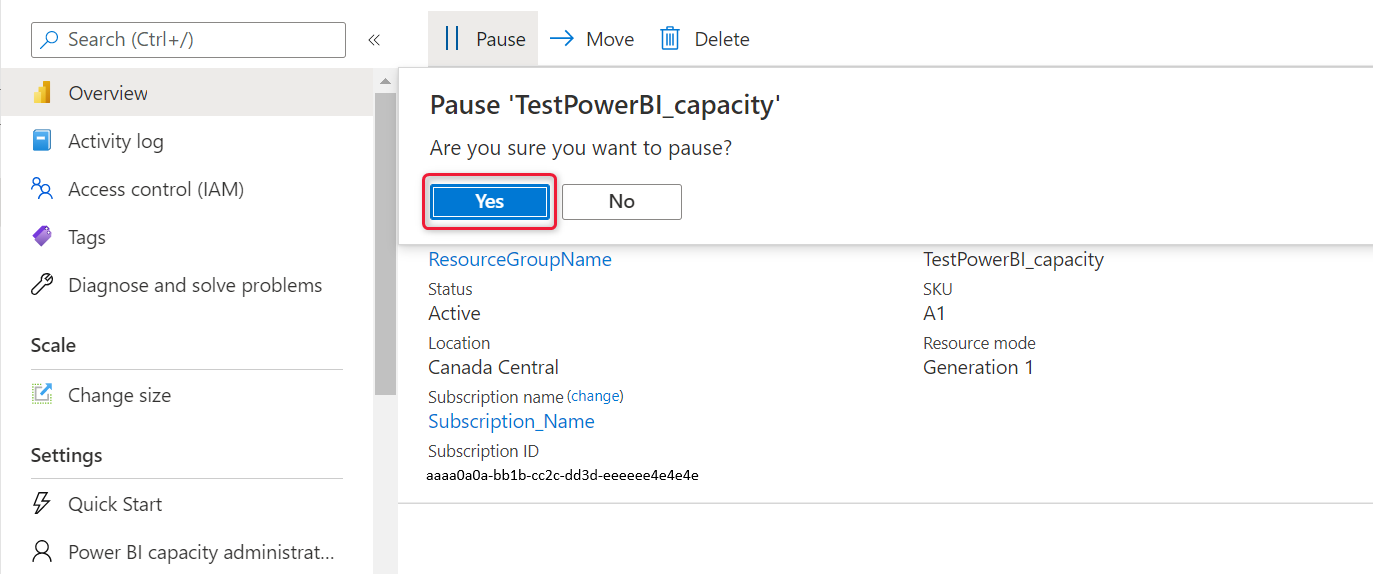 Search (Ctrl+/)
«
Pause
Move
Delete
Overview
Activity log
Access control (IAM)
Tags
Diagnose and solve problems
Scale
Change size
Settings
Quick Start
Power BI capacity administrat...
Pause 'TestPowerBI_capacity'
Are you sure you want to pause?
Yes
No
ResourceGroupName
TestPowerBI_capacity
Status
SKU
Active
A1
Location
Resource mode
Canada Central
Generation 1
Subscription name (change)
Subscription_Name
Subscription ID
aaaa0a0a-bb1b-cc2c-dd3d-eeeeee4e4e4e